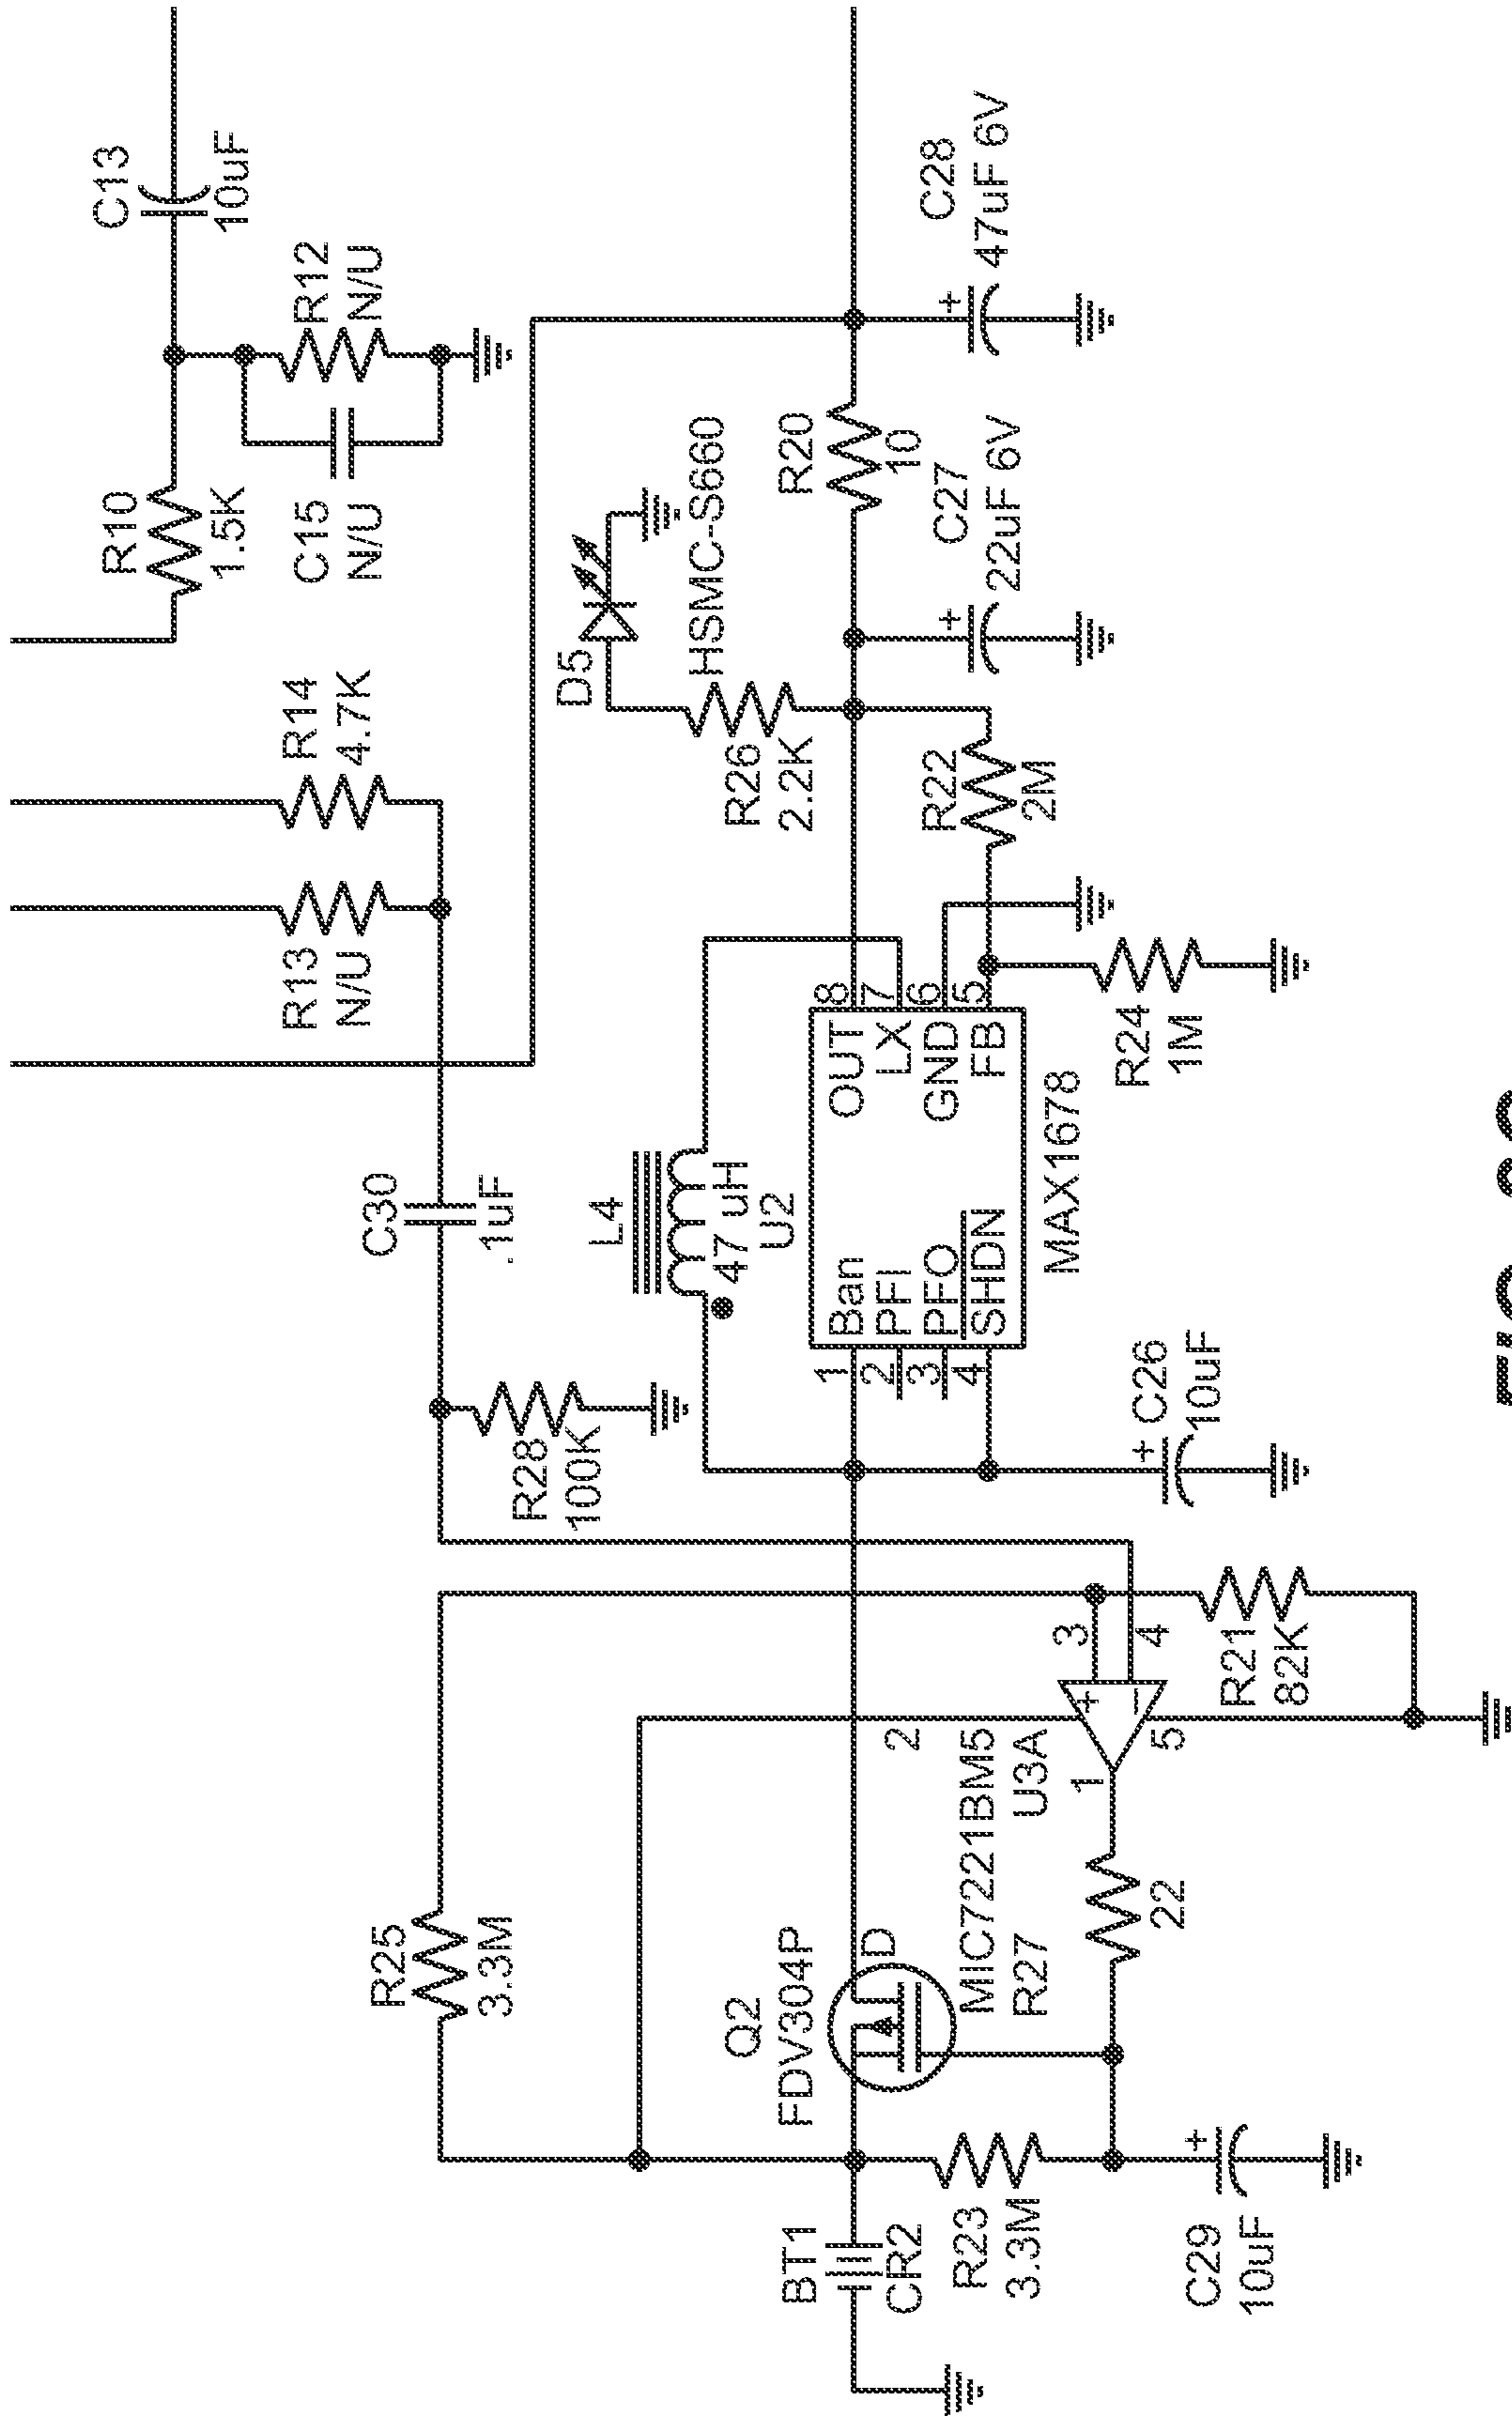 C13
10uF
R10
1.5K
R12
N/U
C15
N/U
R14
4.7K
R13
N/U
C30
.1uF
R28
100K
R25
3.3M
D5
HSMC-S660
R26
2.2K
L4
47 uH
U2
Q2
FDV304P
D
BT1
CR2
R23
3.3M
C29
10uF
MIC7221BM5
U3A
R27
22
1
2
3
4
5
+
−
R21
82K
1
2
3
4
Ban
PFI
PFO
SHDN
OUT
LX
GND
FB
8
7
6
5
MAX1678
+
C26
10uF
R22
2M
R24
1M
R20
10
C27
22uF 6V
+
C28
47uF 6V
+
+